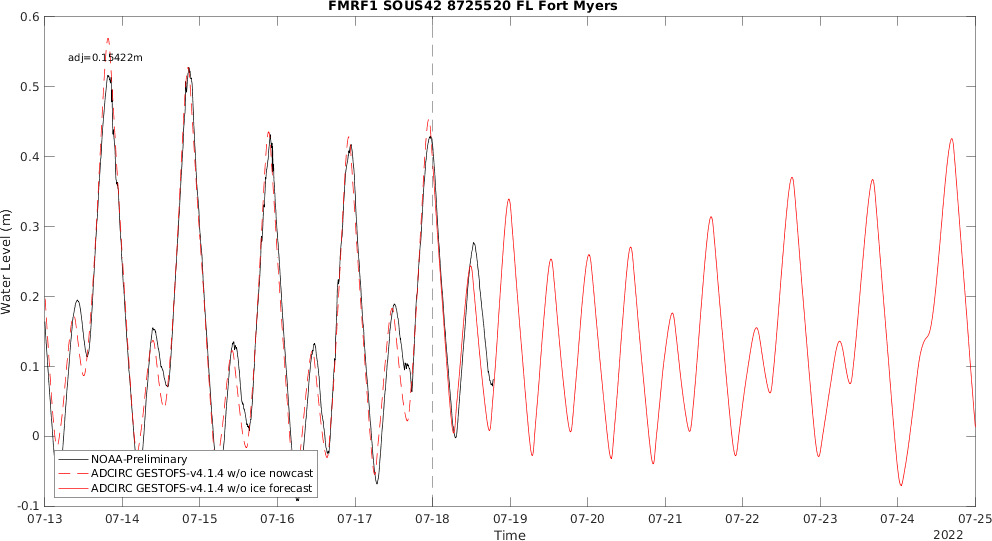 FMRF1 SOUS42 8725520 FL Fort Myers
0.6
0.5
0.4
0.3
0.2
0.1
0
-0.1
Water Level (m)
adj=0.15422m
NOAA-Preliminary
ADCIRC GESTOFS-v4.1.4 w/o ice nowcast
ADCIRC GESTOFS-v4.1.4 w/o ice forecast
07-13 07-14 07-15 07-16 07-17 07-18 07-19 07-20 07-21 07-22 07-23 07-24 07-25
Time
2022